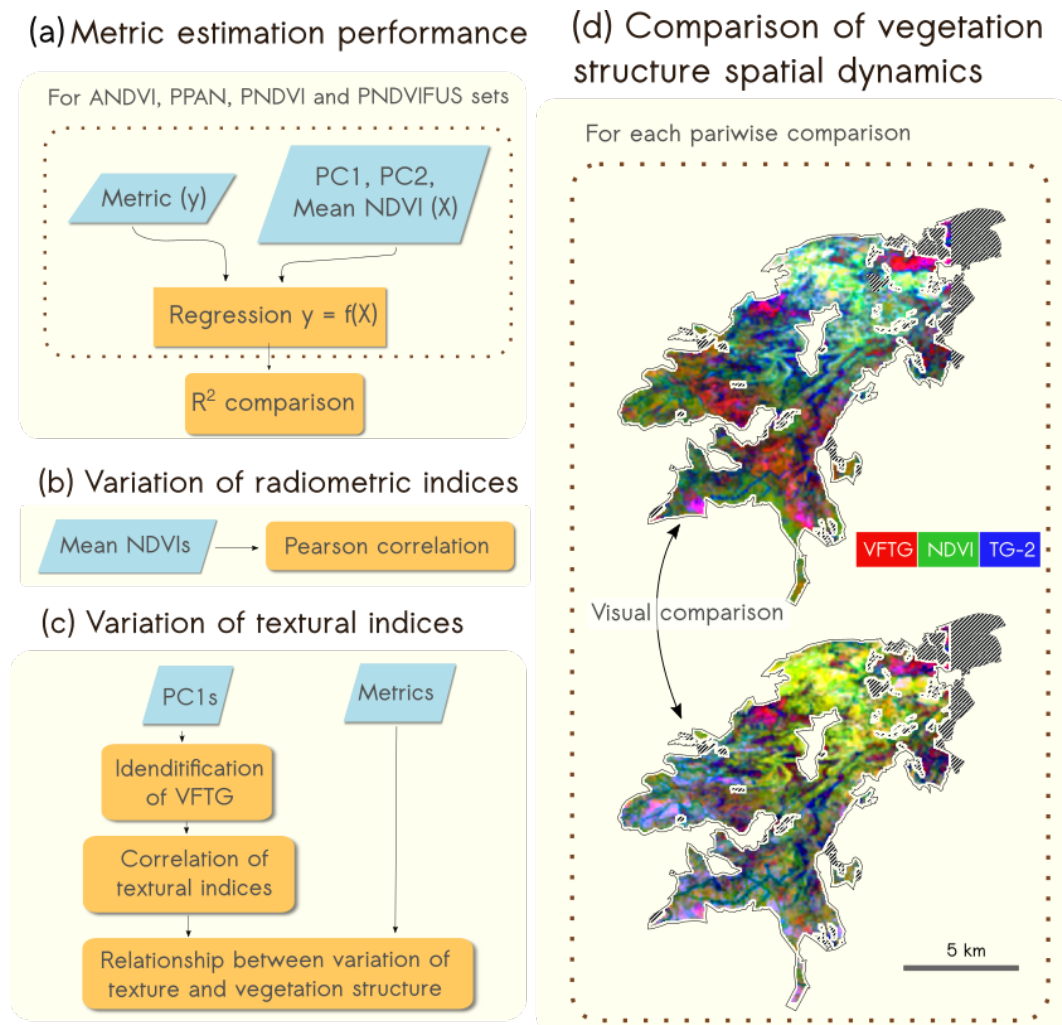 (a) Metric estimation performance
For ANDVI, PPAN, PNDVI and PNDVIFUS sets
Metric (y)
PC1, PC2,
Mean NDVI (X)
Regression y = f(X)
R² comparison
(b) Variation of radiometric indices
Mean NDVIs
Pearson correlation
(c) Variation of textural indices
PC1s
Metrics
Idenditification
of VFTG
Correlation of
textural indices
Relationship between variation of
texture and vegetation structure
(d) Comparison of vegetation
structure spatial dynamics
For each pariwise comparison
VFTG NDVI TG-2
Visual comparison
5 km